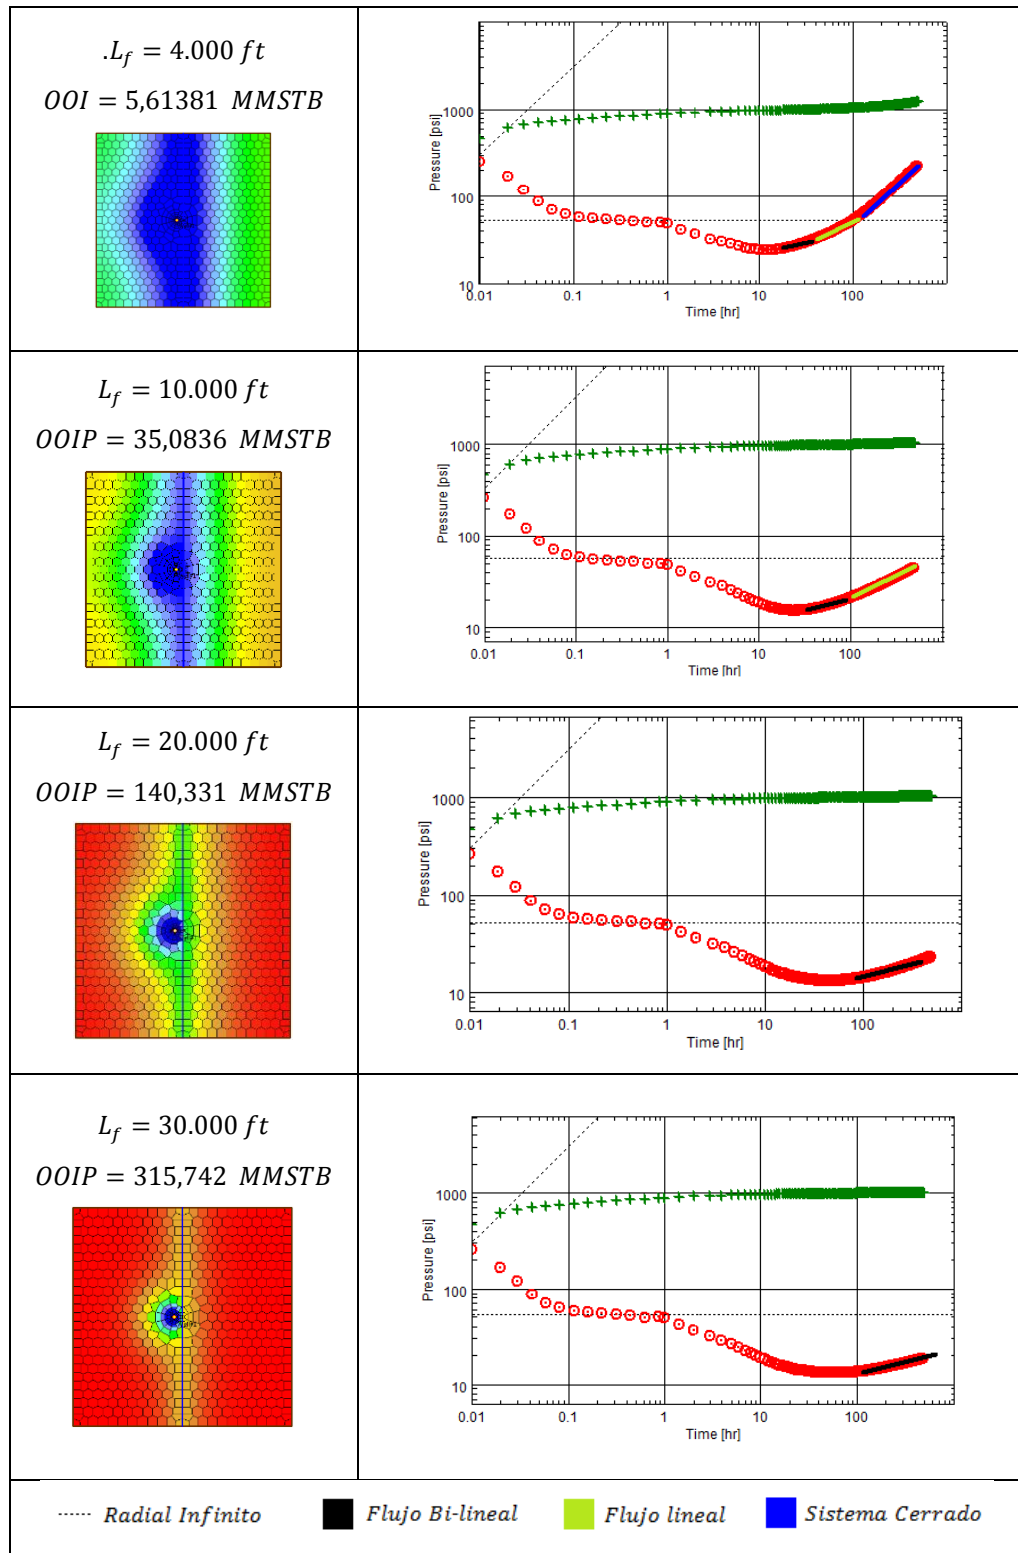 .L_f = 4.000 ft
OOI = 5,61381 MMSTB
Pressure [psi]
1000
100
10
0.01 0.1 1 10 100
Time [hr]
L_f = 10.000 ft
OOIP = 35,0836 MMSTB
Pressure [psi]
1000
100
10
0.01 0.1 1 10 100
Time [hr]
L_f = 20.000 ft
OOIP = 140,331 MMSTB
Pressure [psi]
1000
100
10
0.01 0.1 1 10 100
Time [hr]
L_f = 30.000 ft
OOIP = 315,742 MMSTB
Pressure [psi]
1000
100
10
0.01 0.1 1 10 100
Time [hr]
Radial Infinito Flujo Bi-lineal Flujo lineal Sistema Cerrado